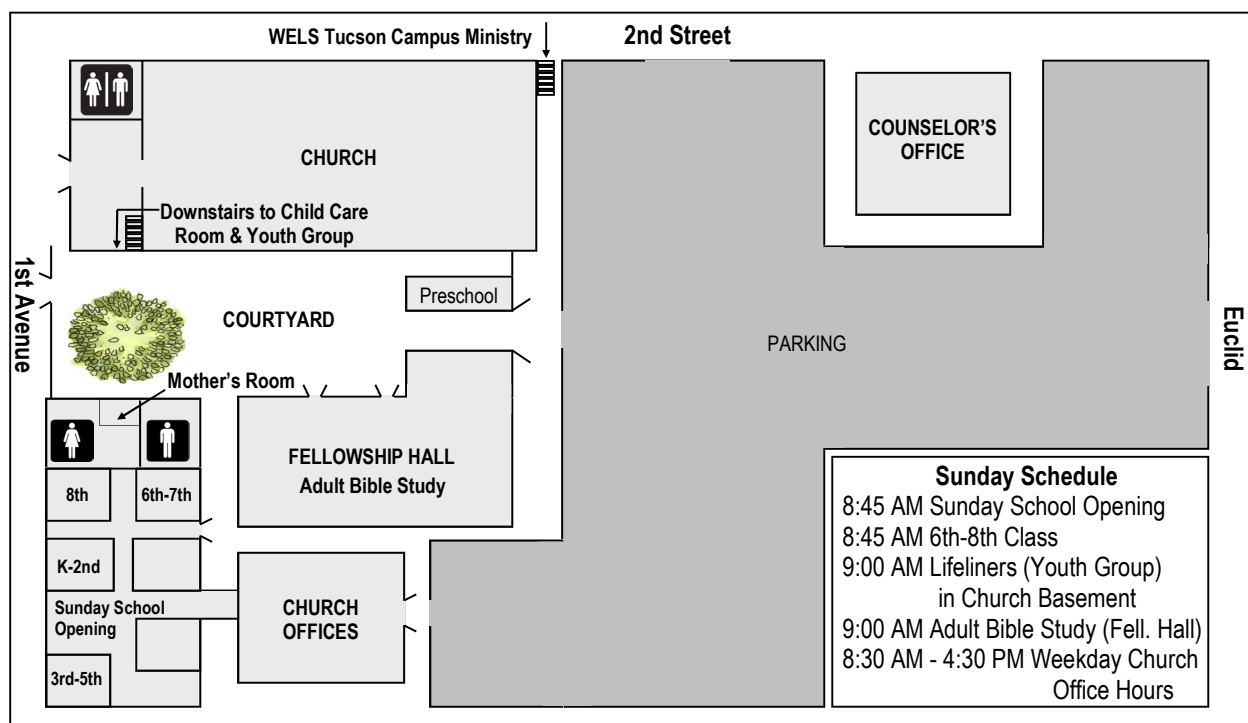 WELS Tucson Campus Ministry
2nd Street
COUNSELOR'S
OFFICE
CHURCH
Downstairs to Child Care
Room & Youth Group
1st Avenue
Preschool
COURTYARD
PARKING
Euclid
Mother's Room
FELLOWSHIP HALL
Adult Bible Study
8th
6th-7th
K-2nd
Sunday School
Opening
3rd-5th
CHURCH
OFFICES
Sunday Schedule
8:45 AM Sunday School Opening
8:45 AM 6th-8th Class
9:00 AM Lifeliners (Youth Group)
in Church Basement
9:00 AM Adult Bible Study (Fell. Hall)
8:30 AM - 4:30 PM Weekday Church
Office Hours